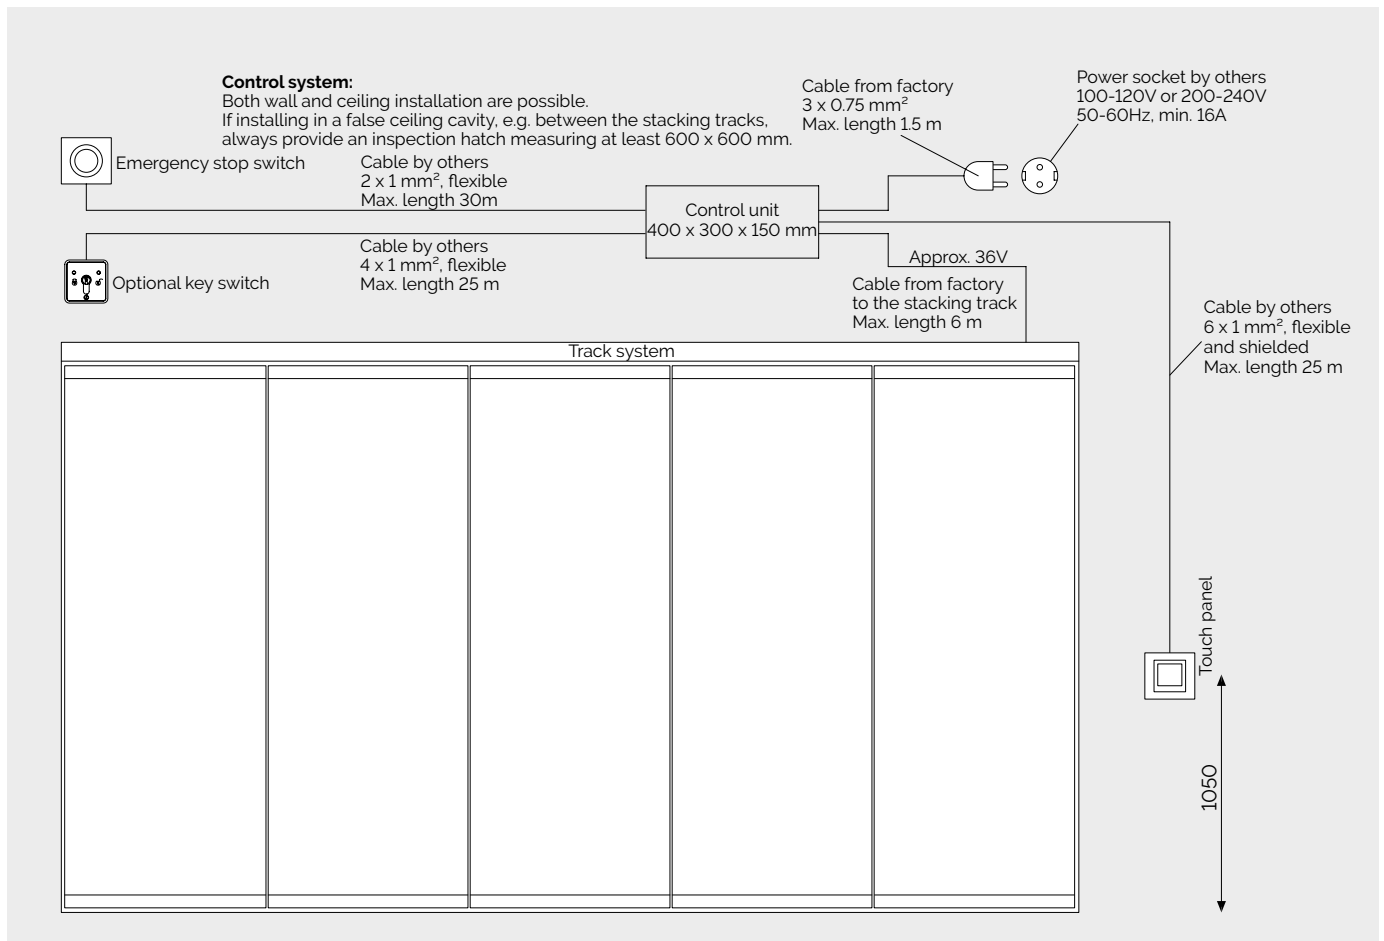 Control system:
Both wall and ceiling installation are possible.
If installing in a false ceiling cavity, e.g. between the stacking tracks,
always provide an inspection hatch measuring at least 600 x 600 mm.
Cable from factory
3 x 0.75 mm²
Max. length 1.5 m
Power socket by others
100-120V or 200-240V
50-60Hz, min. 16A
Emergency stop switch
Cable by others
2 x 1 mm², flexible
Max. length 30m
Control unit
400 x 300 x 150 mm
Cable by others
4 x 1 mm², flexible
Max. length 25 m
Optional key switch
Approx. 36V
Cable from factory
to the stacking track
Max. length 6 m
Cable by others
6 x 1 mm², flexible
and shielded
Max. length 25 m
Track system
Touch panel
1050